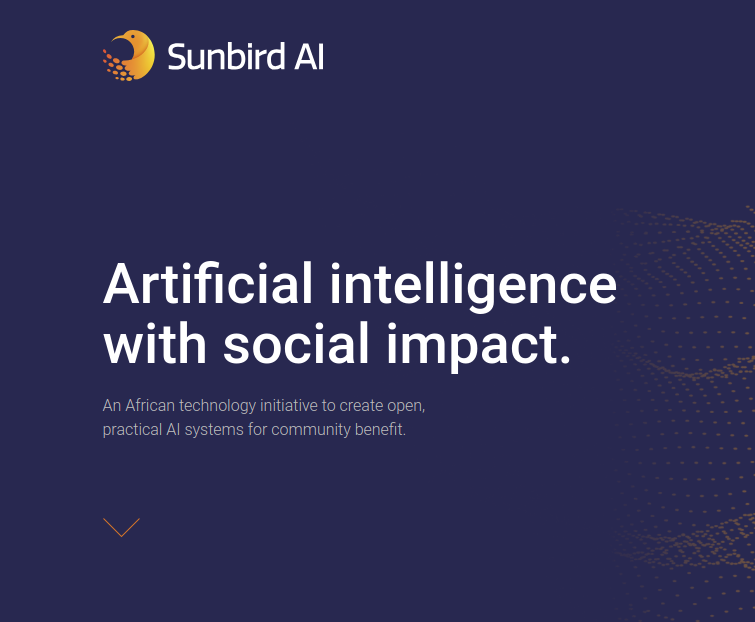 Sunbird AI
Artificial intelligence
with social impact.
An African technology initiative to create open,
practical AI systems for community benefit.